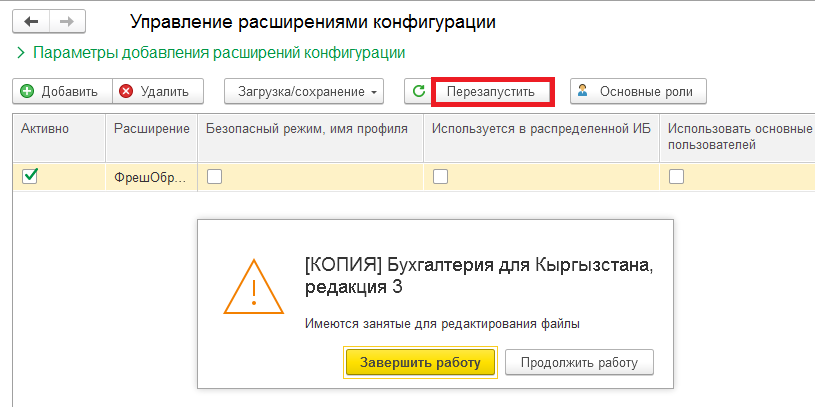 Управление расширениями конфигурации
Параметры добавления расширений конфигурации
Добавить Удалить Загрузка/сохранение Перезапустить Основные роли
Активно Расширение Безопасный режим, имя профиля Используется в распределенной ИБ Использовать основные
пользователей
ФрешОбр...
[КОПИЯ] Бухгалтерия для Кыргызстана,
редакция 3
Имеются занятые для редактирования файлы
Завершить работу Продолжить работу